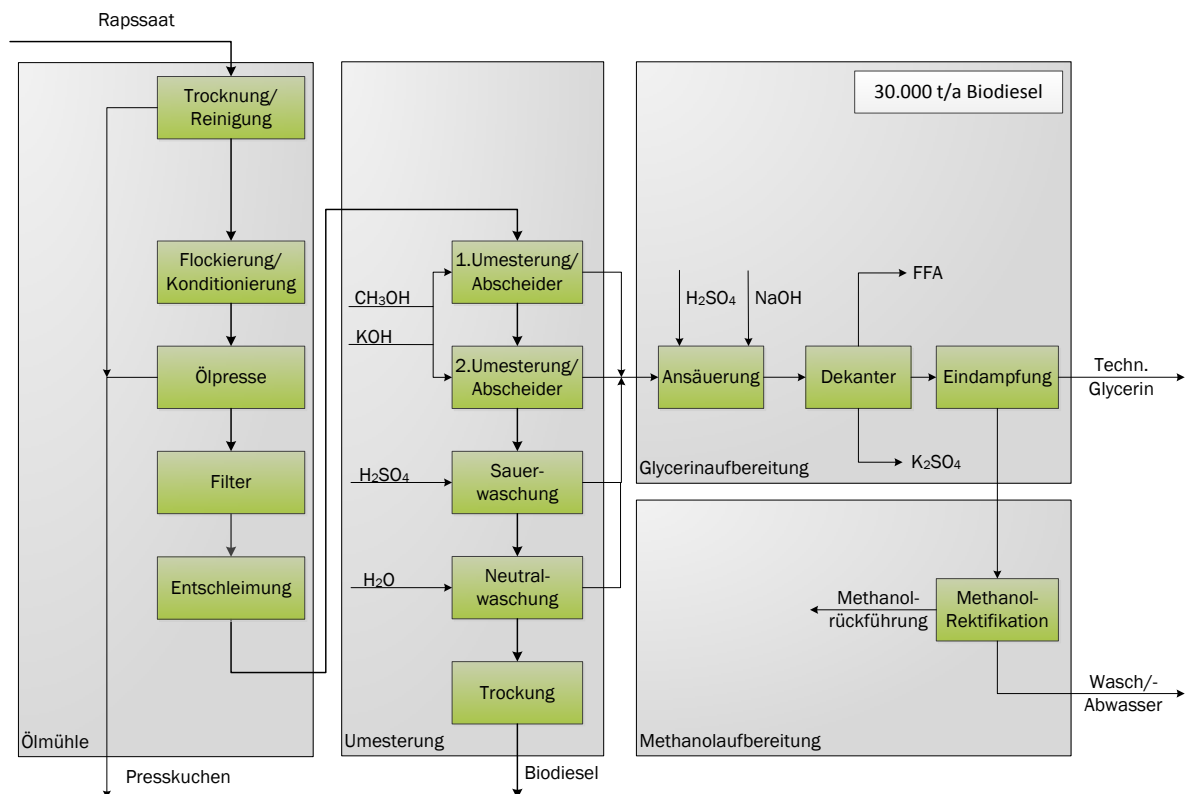 Rapssaat
Trocknung/
Reinigung
Flockierung/
Konditionierung
Ölpresse
Filter
Entschleimung
Ölmühle
Presskuchen
CH₃OH
KOH
1.Umesterung/
Abscheider
2.Umesterung/
Abscheider
H₂SO₄
Sauer-
waschung
H₂O
Neutral-
waschung
Trockung
Umesterung
Biodiesel
30.000 t/a Biodiesel
H₂SO₄
NaOH
FFA
Ansäuerung
Dekanter
Eindampfung
Techn.
Glycerin
K₂SO₄
Glycerinaufbereitung
Methanol-
rückführung
Methanol-
Rektifikation
Wasch/-
Abwasser
Methanolaufbereitung